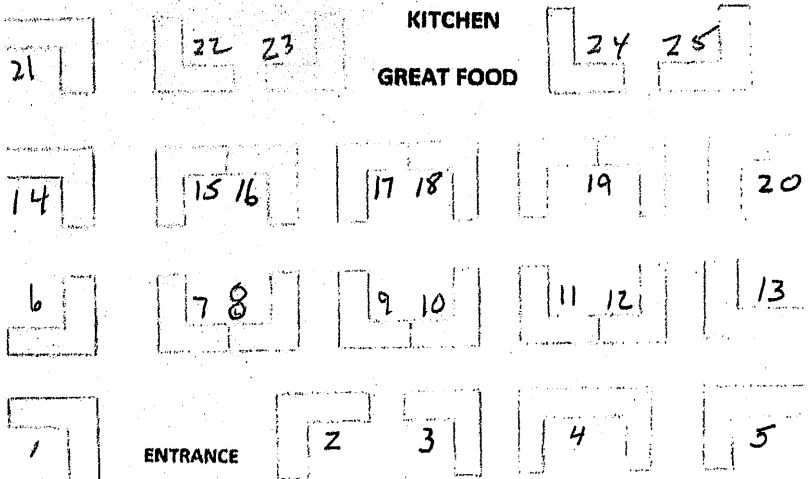 KITCHEN
22 23 24 25
21 GREAT FOOD
14 15 16 17 18 19 20
6 7 8 9 10 11 12 13
1 ENTRANCE 2 3 4 5